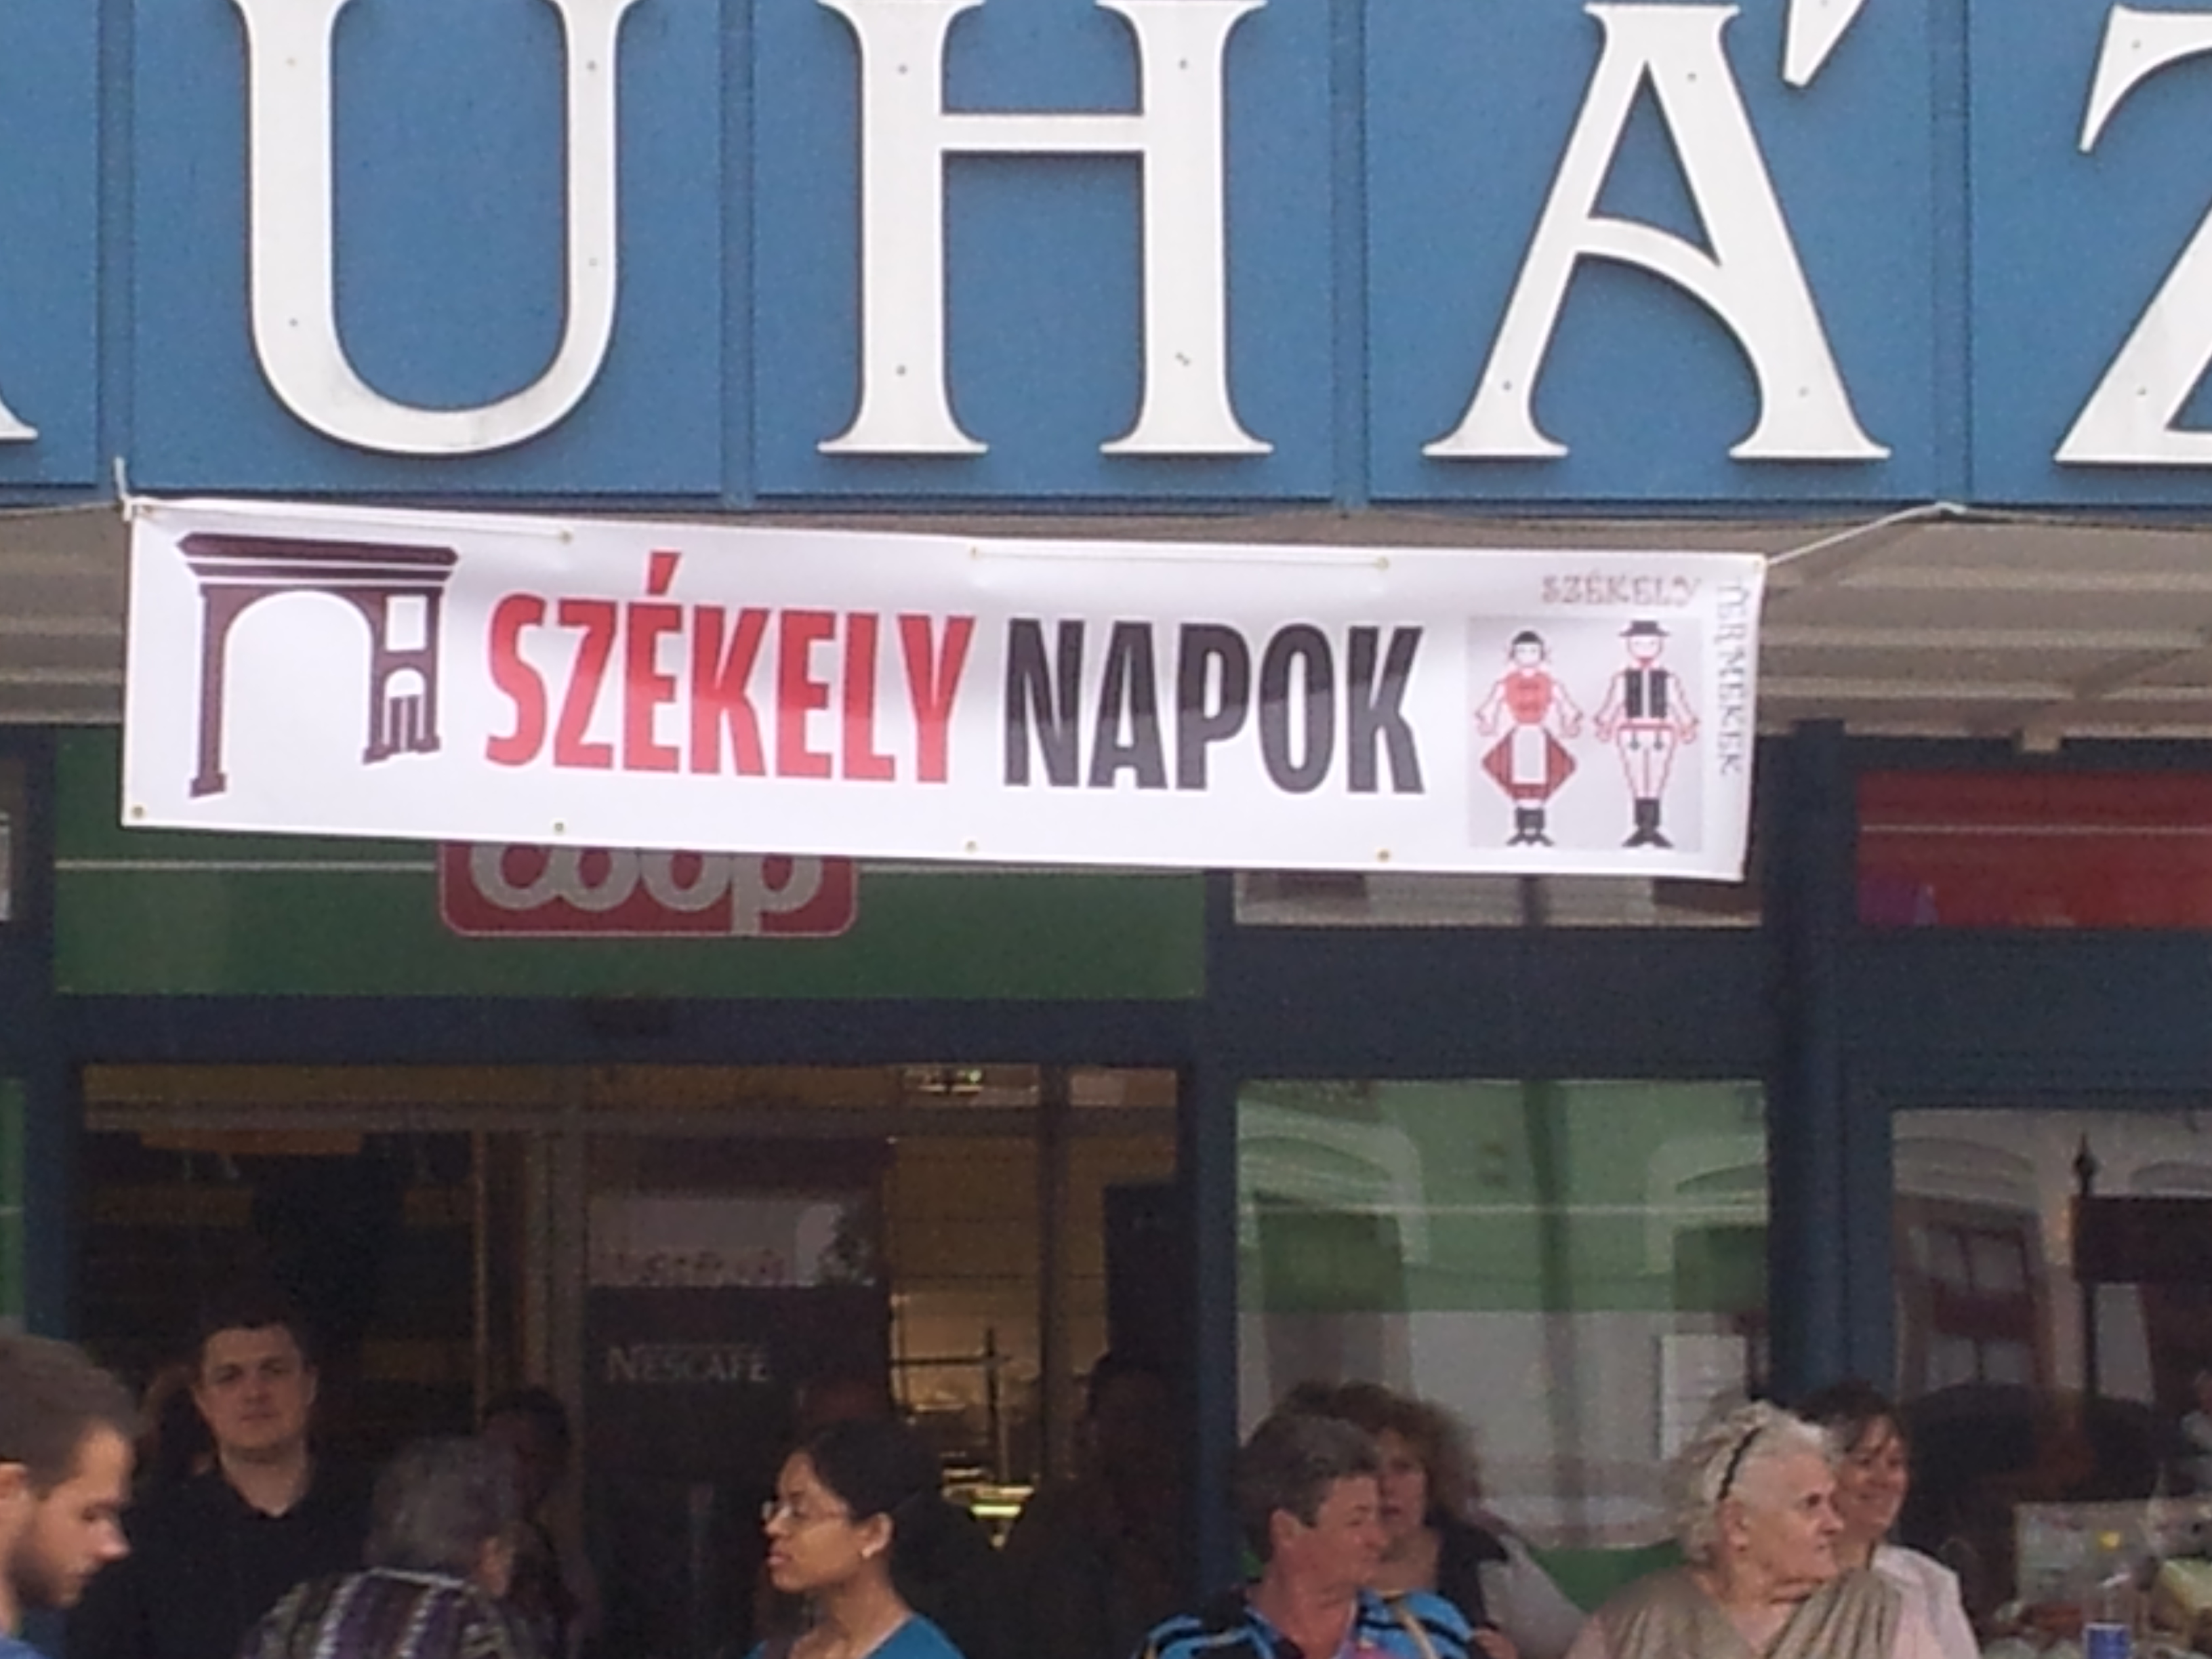 UHÁZ
SZÉKELY NAPOK
SZÉKELY
TERMÉKEK
coop
NESCAFÉ